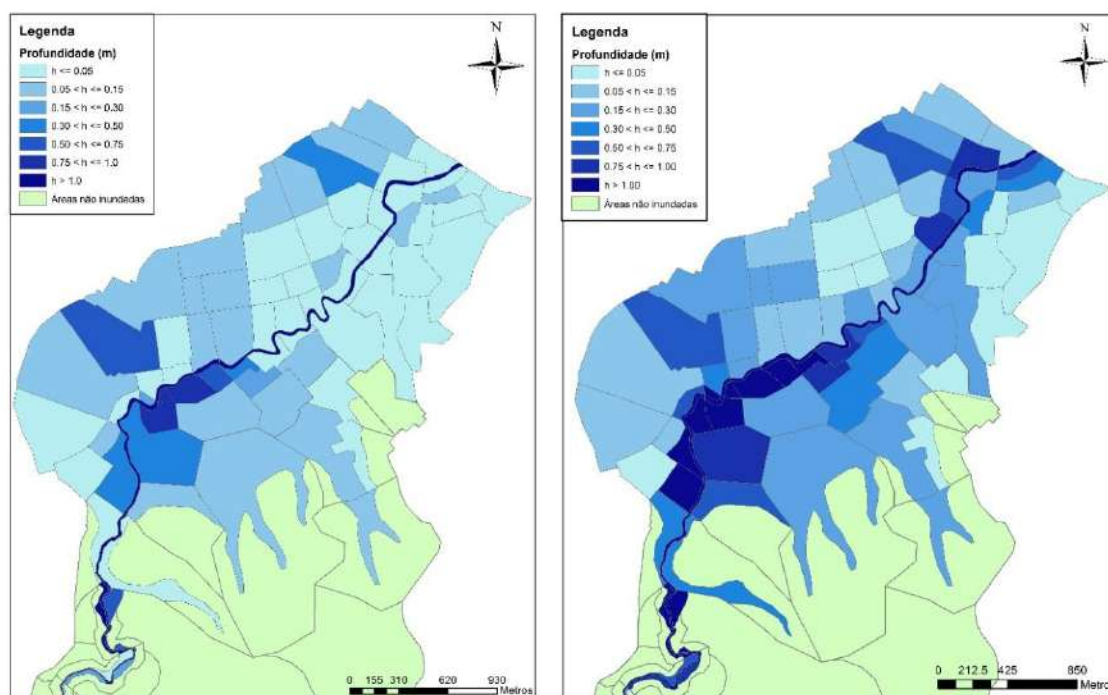 Legenda
Profundidade (m)
h <= 0.05
0.05 < h <= 0.15
0.15 < h <= 0.30
0.30 < h <= 0.50
0.50 < h <= 0.75
0.75 < h <= 1.0
h > 1.0
Áreas não inundadas
N
0 155 310 620 930
Metros
Legenda
Profundidade (m)
h <= 0.05
0.05 < h <= 0.15
0.15 < h <= 0.30
0.30 < h <= 0.50
0.50 < h <= 0.75
0.75 < h <= 1.00
h > 1.00
Áreas não inundadas
N
0 212.5 425 850
Metros